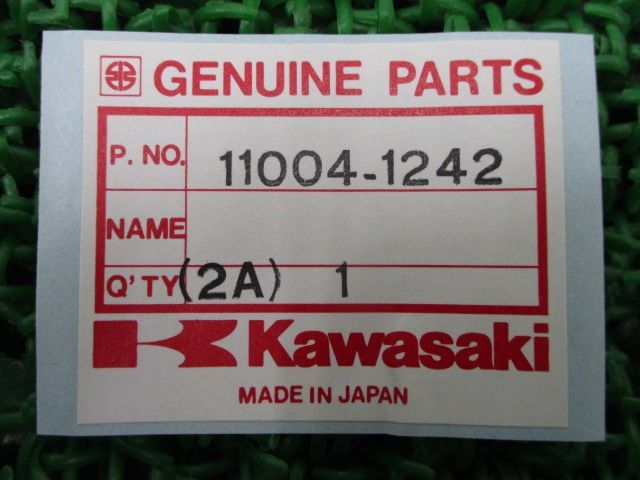 GENUINE PARTS
P. NO. 11004-1242
NAME
Q'TY (2A) 1
Kawasaki
MADE IN JAPAN